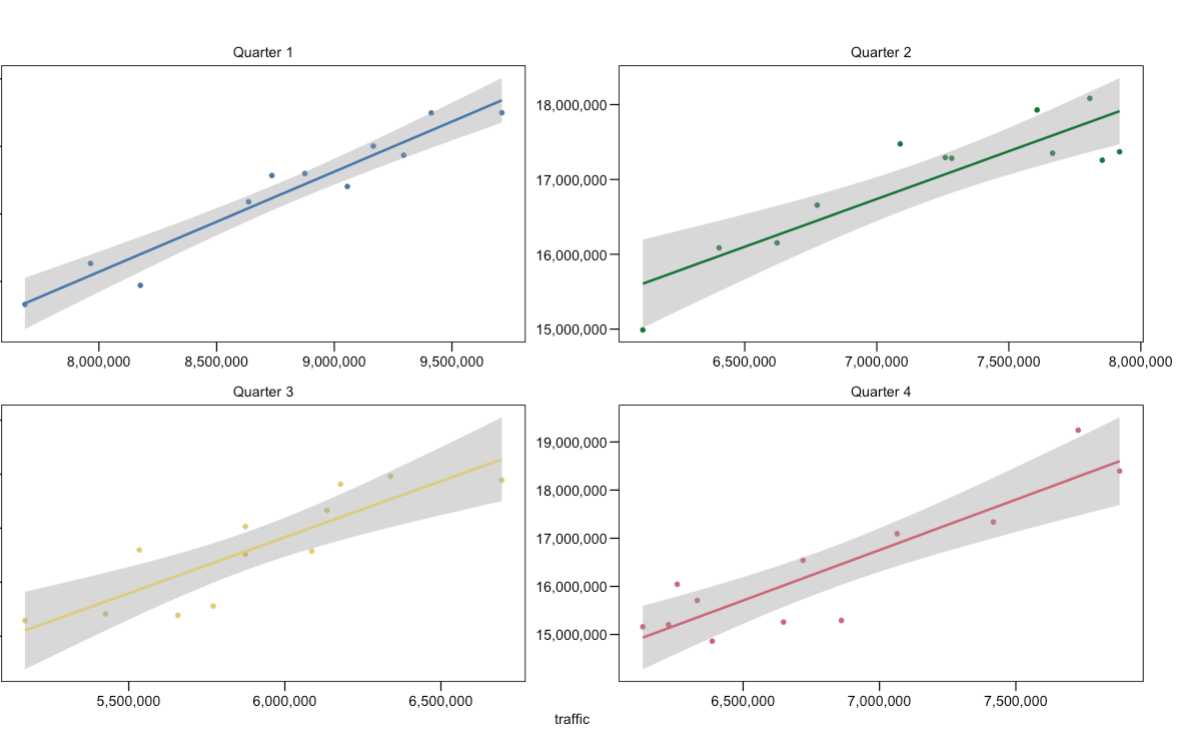 Quarter 1
Quarter 2
18,000,000
17,000,000
16,000,000
15,000,000
8,000,000 8,500,000 9,000,000 9,500,000
6,500,000 7,000,000 7,500,000 8,000,000
Quarter 3
Quarter 4
19,000,000
18,000,000
17,000,000
16,000,000
15,000,000
5,500,000 6,000,000 6,500,000
6,500,000 7,000,000 7,500,000
traffic